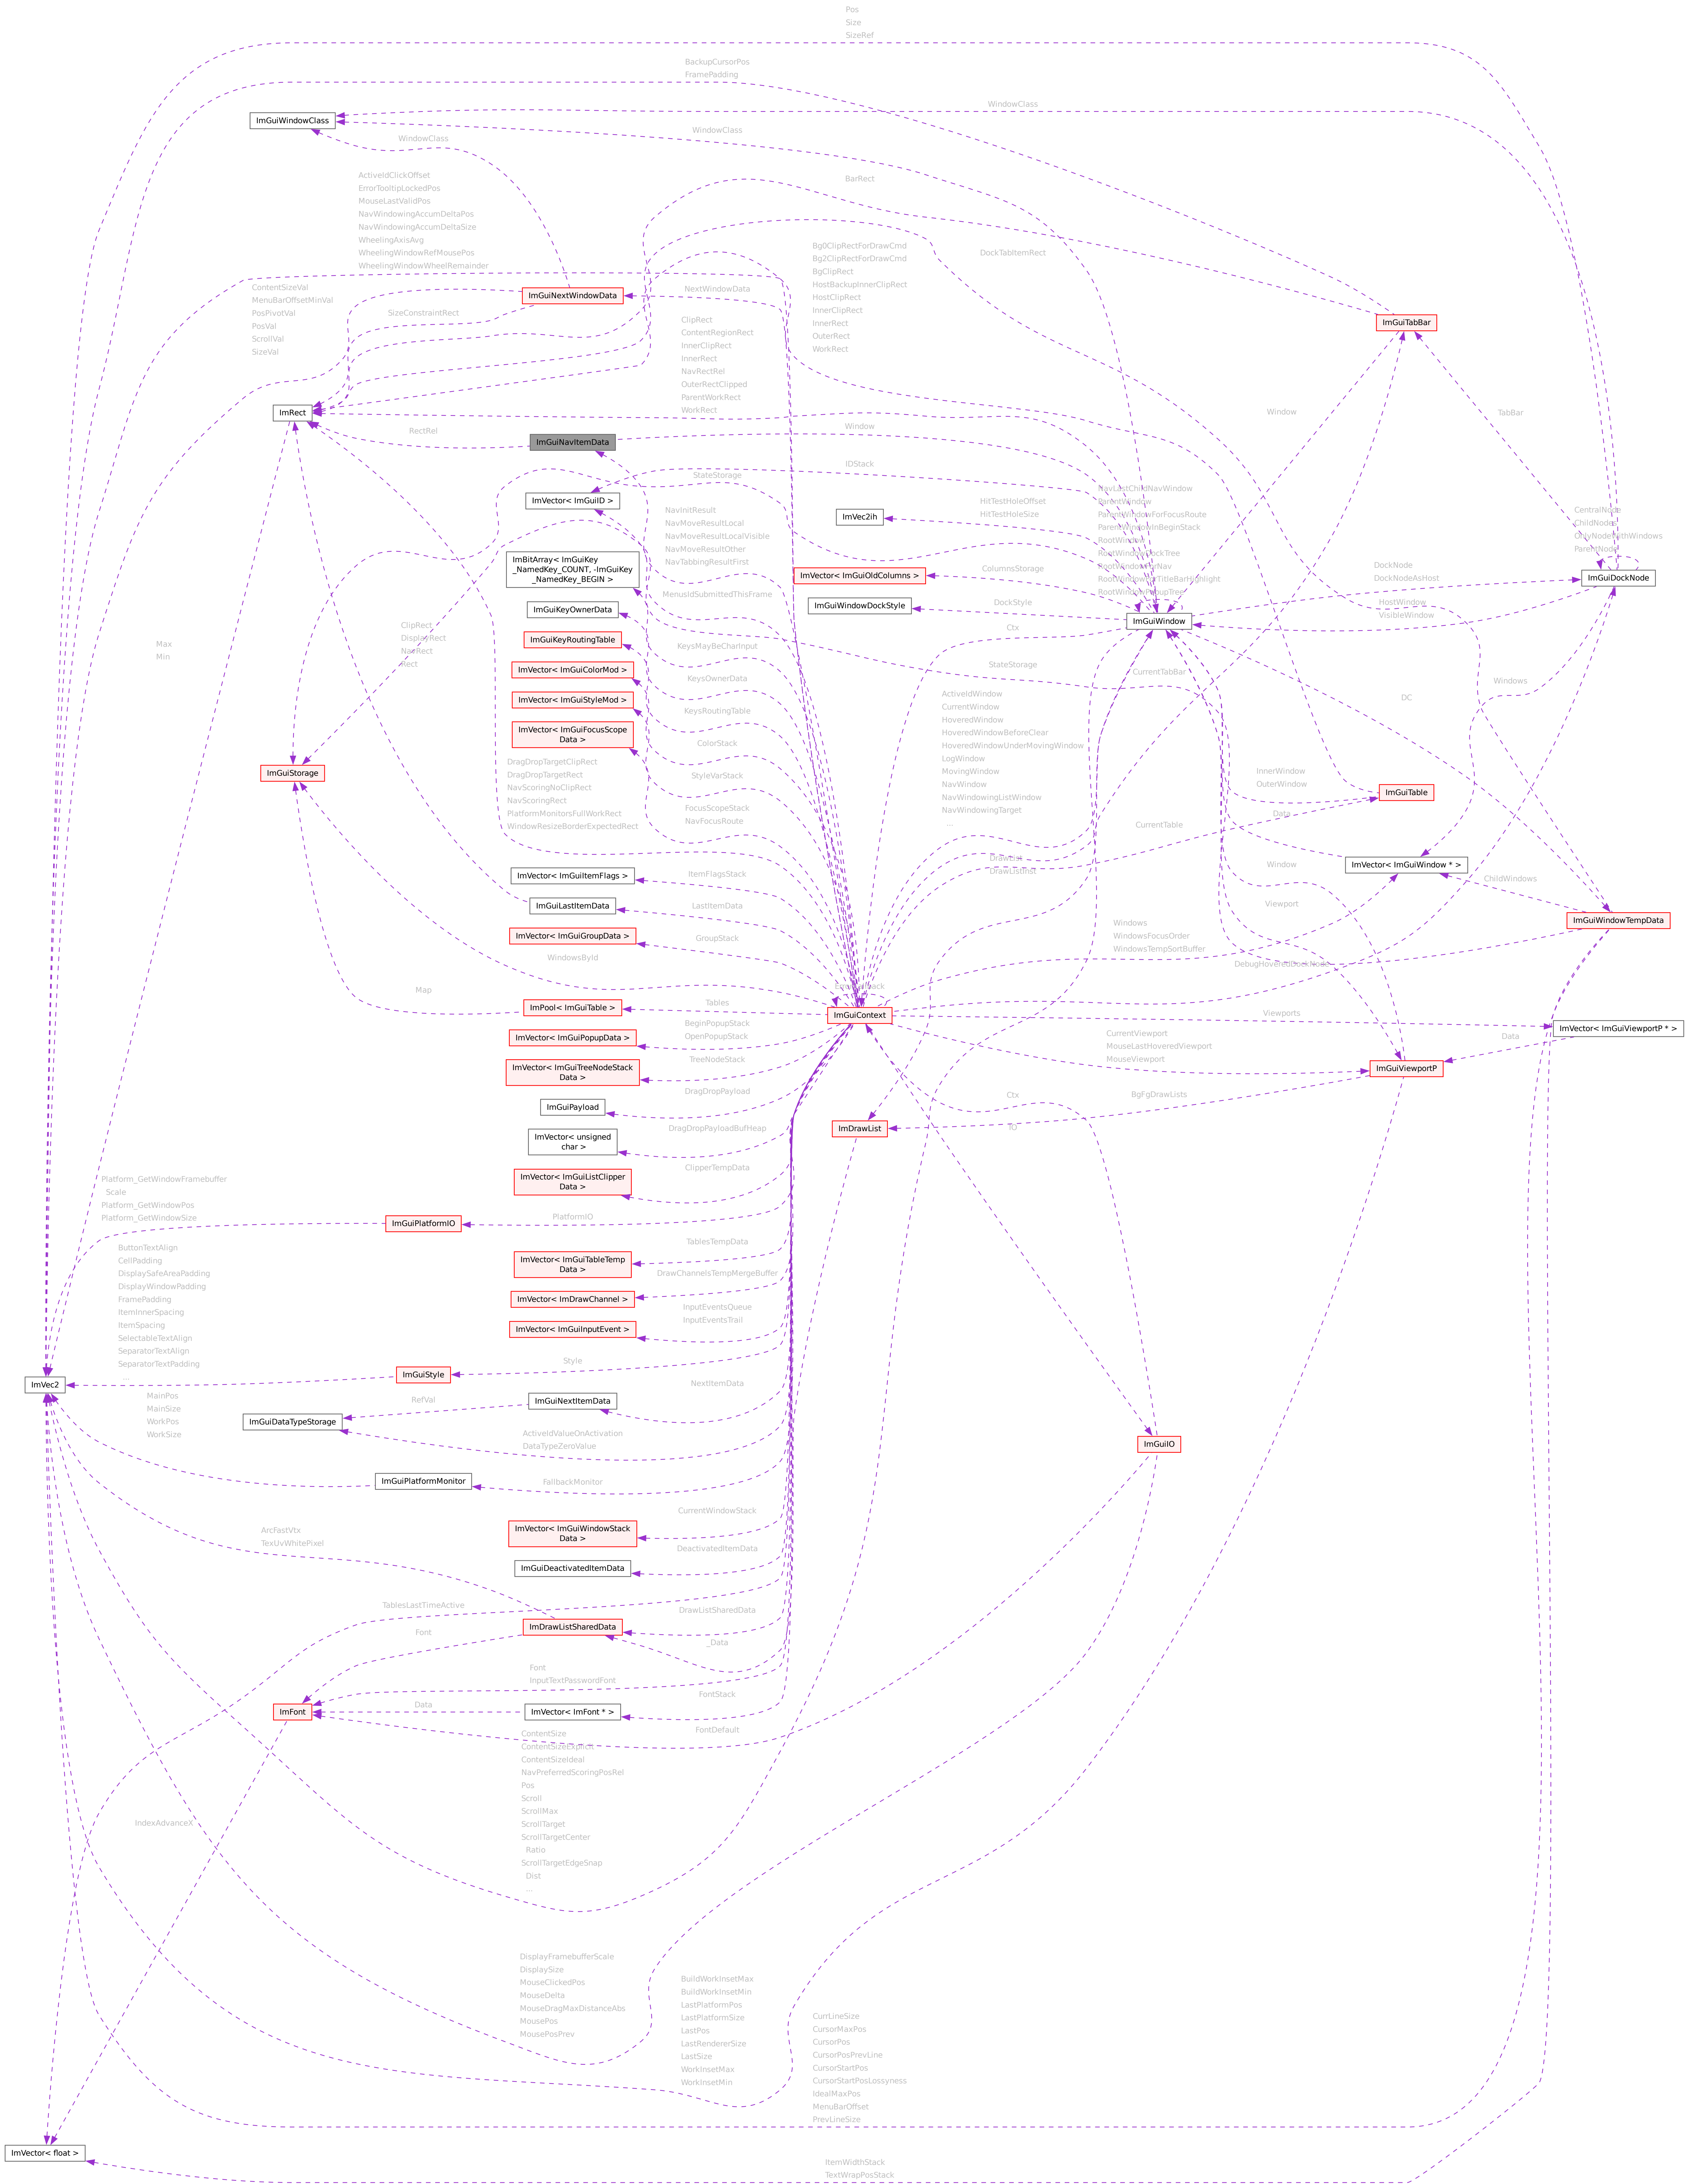 Pos
Size
SizeRef
BackupCursorPos
FramePadding
WindowClass
ImGuiWindowClass
WindowClass
WindowClass
ActiveIdClickOffset
ErrorTooltipLockedPos
MouseLastValidPos
NavWindowingAccumDeltaPos
NavWindowingAccumDeltaSize
WheelingAxisAvg
WheelingWindowRefMousePos
WheelingWindowWheelRemainder
BarRect
DockTabItemRect
Bg0ClipRectForDrawCmd
Bg2ClipRectForDrawCmd
BgClipRect
HostBackupInnerClipRect
HostClipRect
InnerClipRect
InnerRect
OuterRect
WorkRect
ContentSizeVal
MenuBarOffsetMinVal
PosPivotVal
PosVal
ScrollVal
SizeVal
ImGuiNextWindowData
NextWindowData
SizeConstraintRect
ImGuiTabBar
ClipRect
ContentRegionRect
InnerClipRect
InnerRect
NavRectRel
OuterRectClipped
ParentWorkRect
WorkRect
ImRect
Window
TabBar
RectRel
ImGuiNavItemData
Window
IDStack
StateStorage
ImVector< ImGuiID >
HitTestHoleOffset
HitTestHoleSize
ImVec2ih
NavLastChildNavWindow
ParentWindow
ParentWindowForFocusRoute
ParentWindowInBeginStack
RootWindow
RootWindowDockTree
RootWindowForNav
RootWindowForTitleBarHighlight
RootWindowPopupTree
CentralNode
ChildNodes
OnlyNodeWithWindows
ParentNode
NavInitResult
NavMoveResultLocal
NavMoveResultLocalVisible
NavMoveResultOther
NavTabbingResultFirst
ImBitArray< ImGuiKey
_NamedKey_COUNT, -ImGuiKey
_NamedKey_BEGIN >
ImVector< ImGuiOldColumns >
ColumnsStorage
DockNode
DockNodeAsHost
ImGuiDockNode
MenusIdSubmittedThisFrame
ImGuiKeyOwnerData
ImGuiWindowDockStyle
DockStyle
HostWindow
VisibleWindow
ImGuiWindow
Ctx
ClipRect
DisplayRect
NavRect
Rect
Max
Min
ImGuiKeyRoutingTable
KeysMayBeCharInput
ImVector< ImGuiColorMod >
KeysOwnerData
StateStorage
CurrentTabBar
Windows
ImVector< ImGuiStyleMod >
KeysRoutingTable
DC
ImVector< ImGuiFocusScope
Data >
ColorStack
ActiveIdWindow
CurrentWindow
HoveredWindow
HoveredWindowBeforeClear
HoveredWindowUnderMovingWindow
LogWindow
MovingWindow
NavWindow
NavWindowingListWindow
NavWindowingTarget
...
ImGuiStorage
StyleVarStack
InnerWindow
OuterWindow
ImGuiTable
DragDropTargetClipRect
DragDropTargetRect
NavScoringNoClipRect
NavScoringRect
PlatformMonitorsFullWorkRect
WindowResizeBorderExpectedRect
FocusScopeStack
NavFocusRoute
CurrentTable
Data
DrawList
DrawListInst
Window
ImVector< ImGuiWindow * >
ImVector< ImGuiItemFlags >
ItemFlagsStack
ChildWindows
ImGuiLastItemData
LastItemData
Viewport
ImGuiWindowTempData
ImVector< ImGuiGroupData >
GroupStack
Windows
WindowsFocusOrder
WindowsTempSortBuffer
WindowsById
DebugHoveredDockNode
Map
ImPool< ImGuiTable >
Tables
ImGuiContext
Viewports
ImVector< ImGuiViewportP * >
ImVector< ImGuiPopupData >
BeginPopupStack
OpenPopupStack
CurrentViewport
MouseLastHoveredViewport
MouseViewport
Data
ImVector< ImGuiTreeNodeStack
Data >
TreeNodeStack
ImGuiViewportP
ImGuiPayload
DragDropPayload
Ctx
BgFgDrawLists
ImVector< unsigned
char >
DragDropPayloadBufHeap
ImDrawList
IO
ImVector< ImGuiListClipper
Data >
ClipperTempData
Platform_GetWindowFramebuffer
Scale
Platform_GetWindowPos
Platform_GetWindowSize
ImGuiPlatformIO
PlatformIO
ButtonTextAlign
CellPadding
DisplaySafeAreaPadding
DisplayWindowPadding
FramePadding
ItemInnerSpacing
ItemSpacing
SelectableTextAlign
SeparatorTextAlign
SeparatorTextPadding
...
ImVector< ImGuiTableTemp
Data >
TablesTempData
ImVector< ImDrawChannel >
DrawChannelsTempMergeBuffer
ImVector< ImGuiInputEvent >
InputEventsQueue
InputEventsTrail
ImGuiStyle
Style
ImVec2
MainPos
MainSize
WorkPos
WorkSize
RefVal
ImGuiNextItemData
NextItemData
ImGuiDataTypeStorage
ActiveIdValueOnActivation
DataTypeZeroValue
ImGuiIO
ImGuiPlatformMonitor
FallbackMonitor
CurrentWindowStack
ImVector< ImGuiWindowStack
Data >
ArcFastVtx
TexUvWhitePixel
DeactivatedItemData
ImGuiDeactivatedItemData
TablesLastTimeActive
DrawListSharedData
ImDrawListSharedData
Font
_Data
Font
InputTextPasswordFont
ImFont
Data
ImVector< ImFont * >
FontStack
FontDefault
ContentSize
ContentSizeExplicit
ContentSizeIdeal
NavPreferredScoringPosRel
Pos
Scroll
ScrollMax
ScrollTarget
ScrollTargetCenter
Ratio
ScrollTargetEdgeSnap
Dist
...
IndexAdvanceX
DisplayFramebufferScale
DisplaySize
MouseClickedPos
MouseDelta
MouseDragMaxDistanceAbs
MousePos
MousePosPrev
BuildWorkInsetMax
BuildWorkInsetMin
LastPlatformPos
LastPlatformSize
LastPos
LastRendererSize
LastSize
WorkInsetMax
WorkInsetMin
CurrLineSize
CursorMaxPos
CursorPos
CursorPosPrevLine
CursorStartPos
CursorStartPosLossyness
IdealMaxPos
MenuBarOffset
PrevLineSize
ImVector< float >
ItemWidthStack
TextWrapPosStack